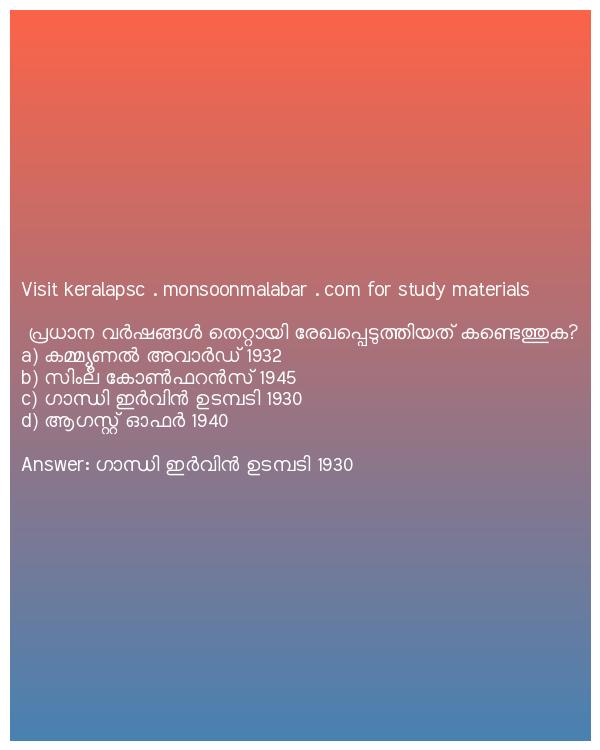 Visit keralapsc . monsoonmalabar . com for study materials
പ്രധാന വർഷങ്ങൾ തെറ്റായി രേഖപ്പെടുത്തിയത് കണ്ടെത്തുക?
a) കമ്മ്യൂണൽ അവാർഡ് 1932
b) സിംല കോൺഫറൻസ് 1945
c) ഗാന്ധി ഇർവിൻ ഉടമ്പടി 1930
d) ആഗസ്റ്റ് ഓഫർ 1940
Answer: ഗാന്ധി ഇർവിൻ ഉടമ്പടി 1930